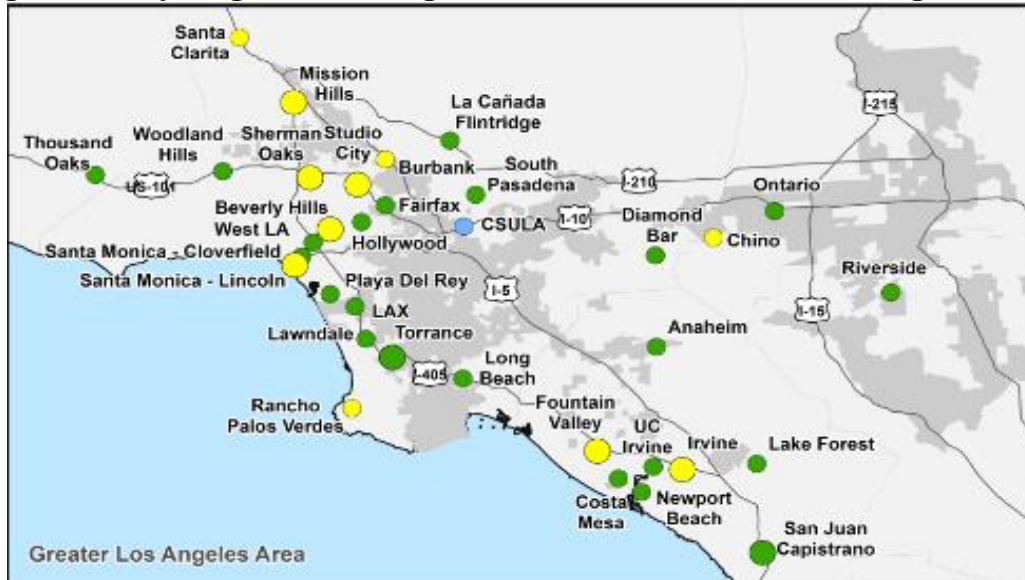 Santa
Clarita
Mission
Hills
La Cañada
Flintridge
Thousand
Oaks
Woodland
Hills
Sherman
Oaks
Studio
City
Burbank
South
Pasadena
US-101
I-210
I-215
Ontario
Beverly Hills
West LA
Fairfax
CSULA
I-10
Diamond
Bar
Chino
Hollywood
Santa Monica - Cloverfield
Santa Monica - Lincoln
Playa Del Rey
I-5
Riverside
LAX
I-15
Lawndale
Torrance
Anaheim
I-405
Long
Beach
Rancho
Palos Verdes
Fountain
Valley
UC
Irvine
Irvine
Lake Forest
Costa
Mesa
Newport
Beach
San Juan
Capistrano
Greater Los Angeles Area